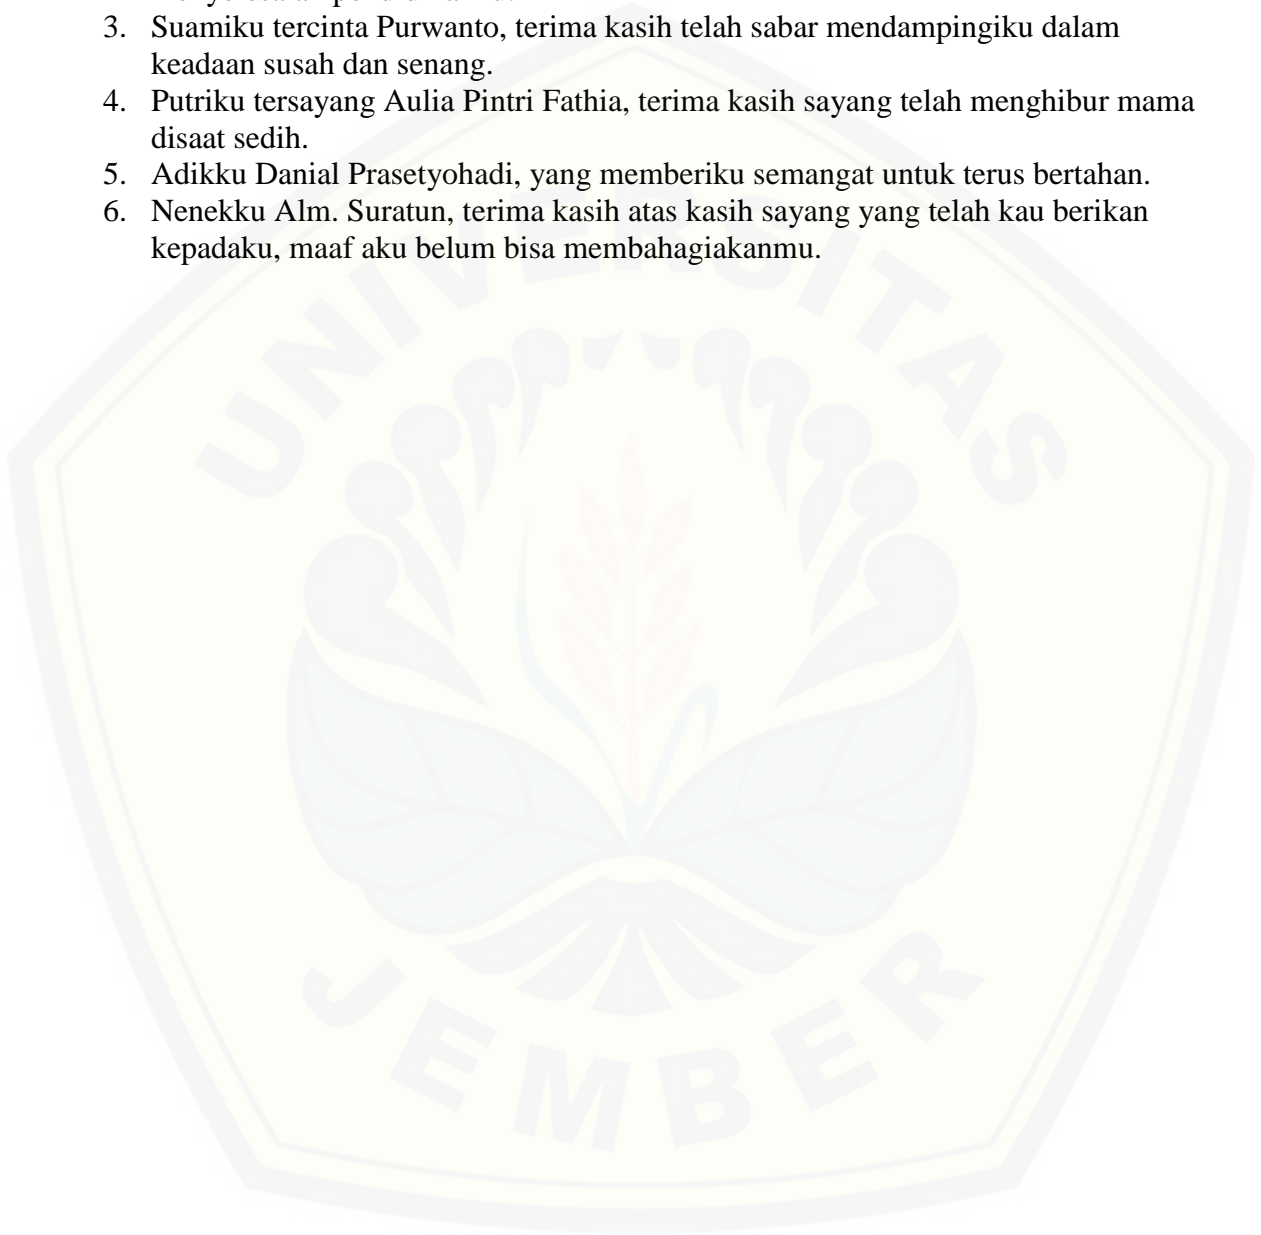 3. Suamiku tercinta Purwanto, terima kasih telah sabar mendampingiku dalam
keadaan susah dan senang.
4. Putriku tersayang Aulia Pintri Fathia, terima kasih sayang telah menghibur mama
disaat sedih.
5. Adikku Danial Prasetyohadi, yang memberiku semangat untuk terus bertahan.
6. Nenekku Alm. Suratun, terima kasih atas kasih sayang yang telah kau berikan
kepadaku, maaf aku belum bisa membahagiakanmu.
UNIVERSITAS
JEMBER